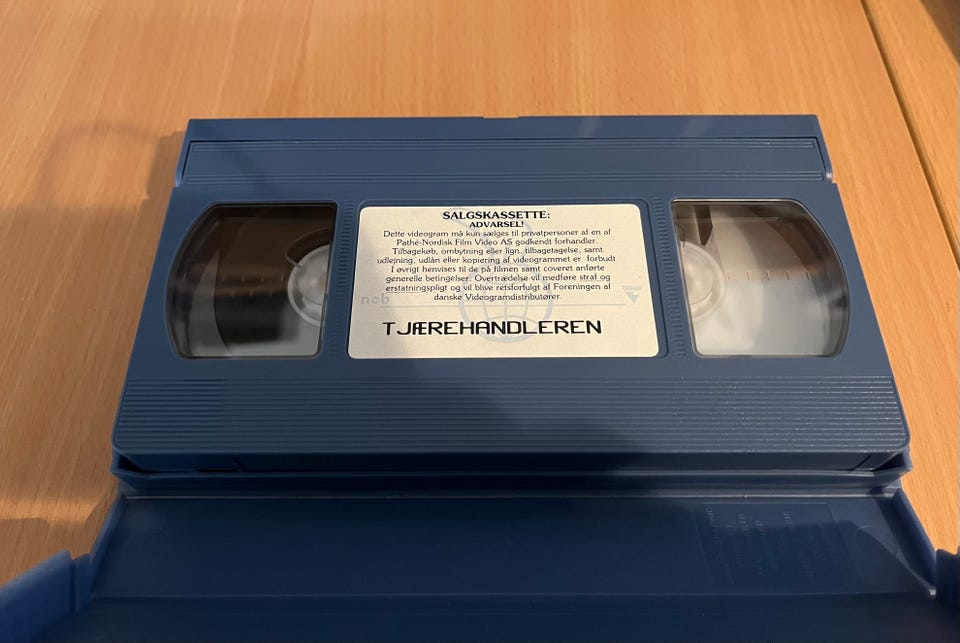 SALGSKASSETTE:
ADVARSEL!
Dette videogram må kun sælges til privatpersoner af en af
Pathé-Nordisk Film Video AS godkendt forhandler.
Tilbagekøb, ombytning eller lign. tilbagetagelse, samt
udlejning, udlån eller kopiering af videogrammet er forbudt
I øvrigt henvises til de på filmen samt coveret anførte
generelle betingelser. Overtrædelse vil medføre straf og
erstatningspligt og vil blive retsforfulgt af Foreningen af
danske Videogramdistributører.
TJÆREHANDLEREN